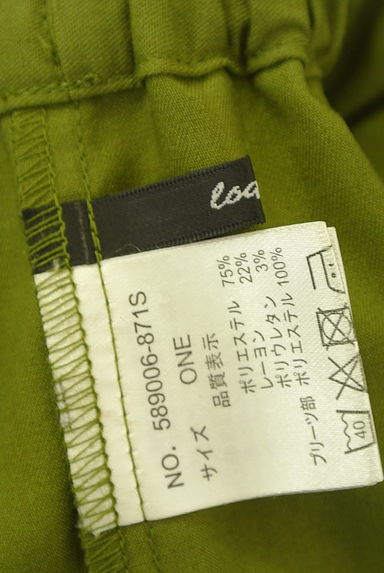 loa
NO. 589006-871S
サイズ ONE
品質表示
ポリエステル 75%
レーヨン 22%
ポリウレタン 3%
プリーツ部 ポリエステル 100%
40